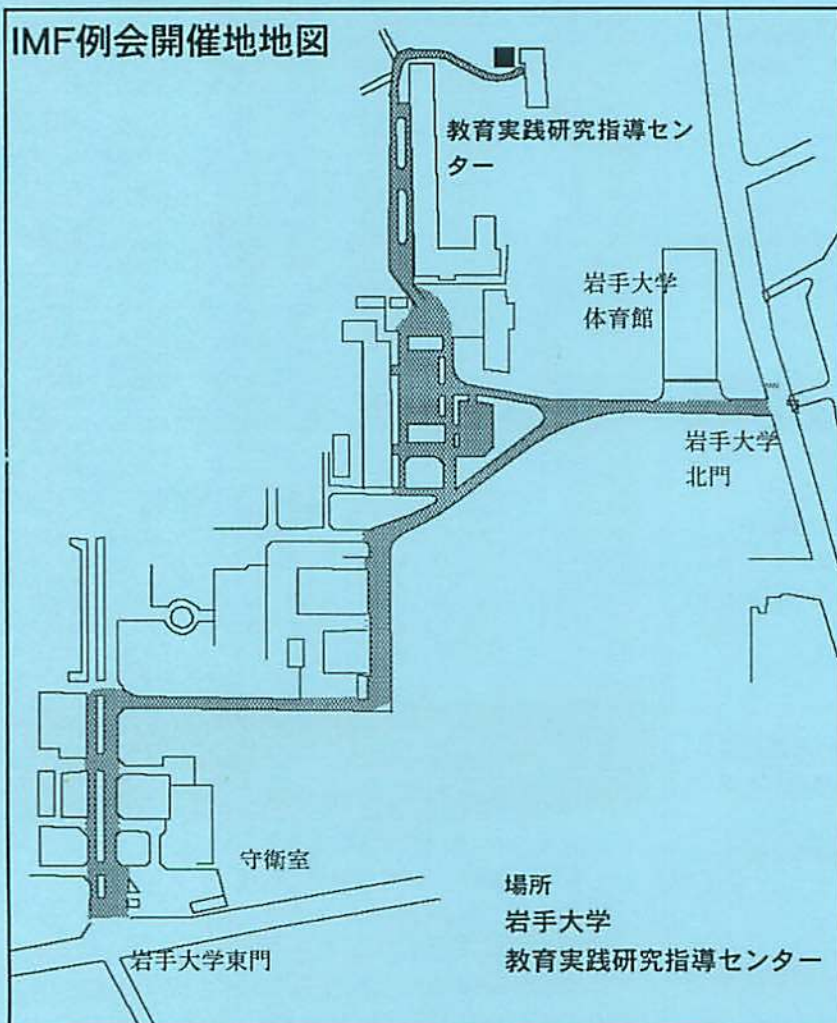 IMF例会開催地地図
教育実践研究指導セン
ター
岩手大学
体育館
岩手大学
北門
守衛室
岩手大学東門
場所
岩手大学
教育実践研究指導センター